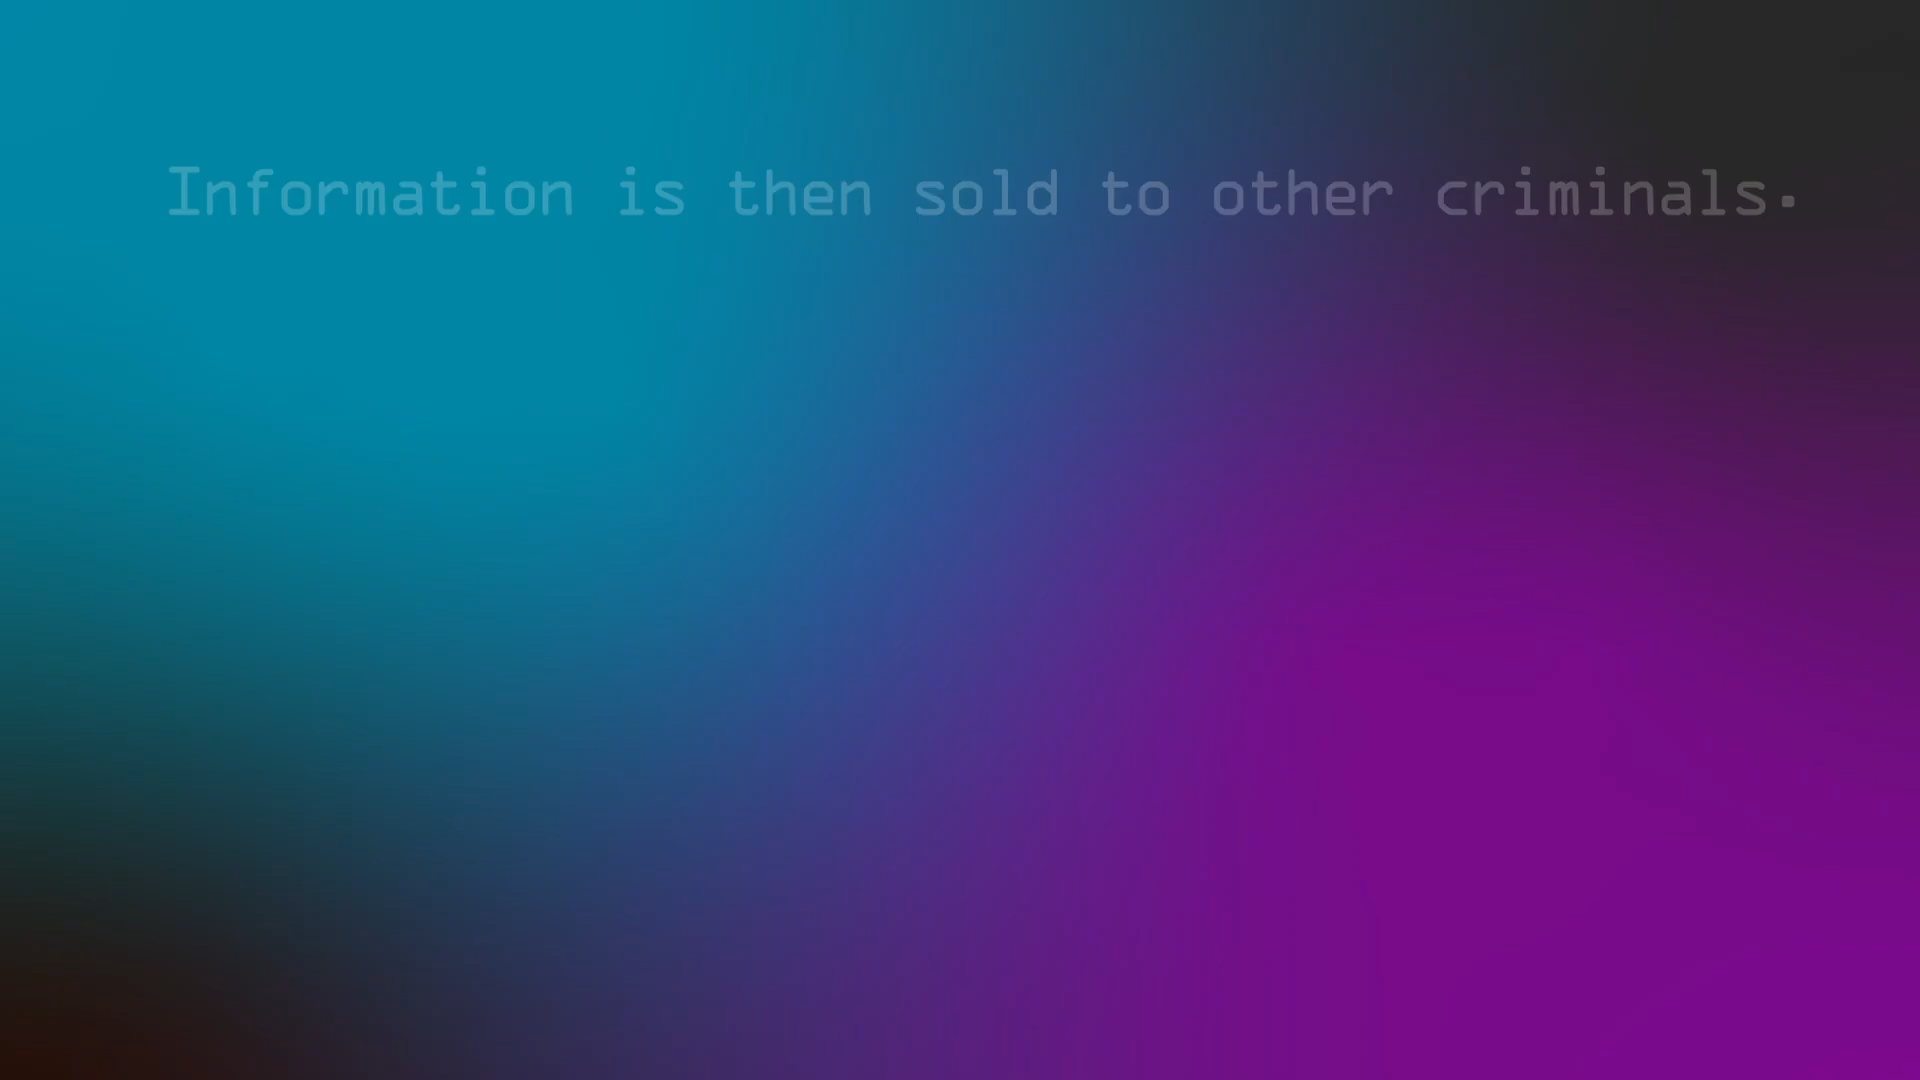 Information is then sold to other criminals.